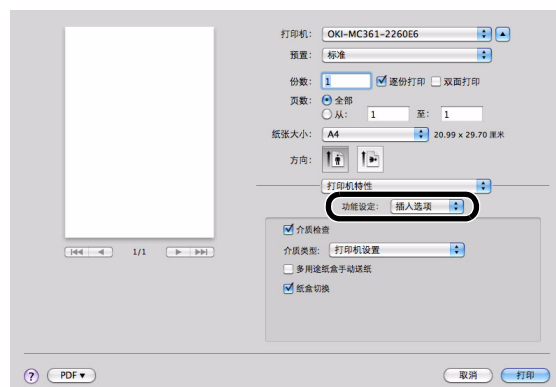 打印机: OKI-MC361-2260E6
预置: 标准
份数: 1 逐份打印 双面打印
页数: 全部
从: 1 至: 1
纸张大小: A4 20.99 x 29.70 厘米
方向:
打印机特性
功能设定: 插入选项
介质检查
介质类型: 打印机设置
多用途纸盒手动送纸
纸盒切换
1/1
? PDF▼ 取消 打印